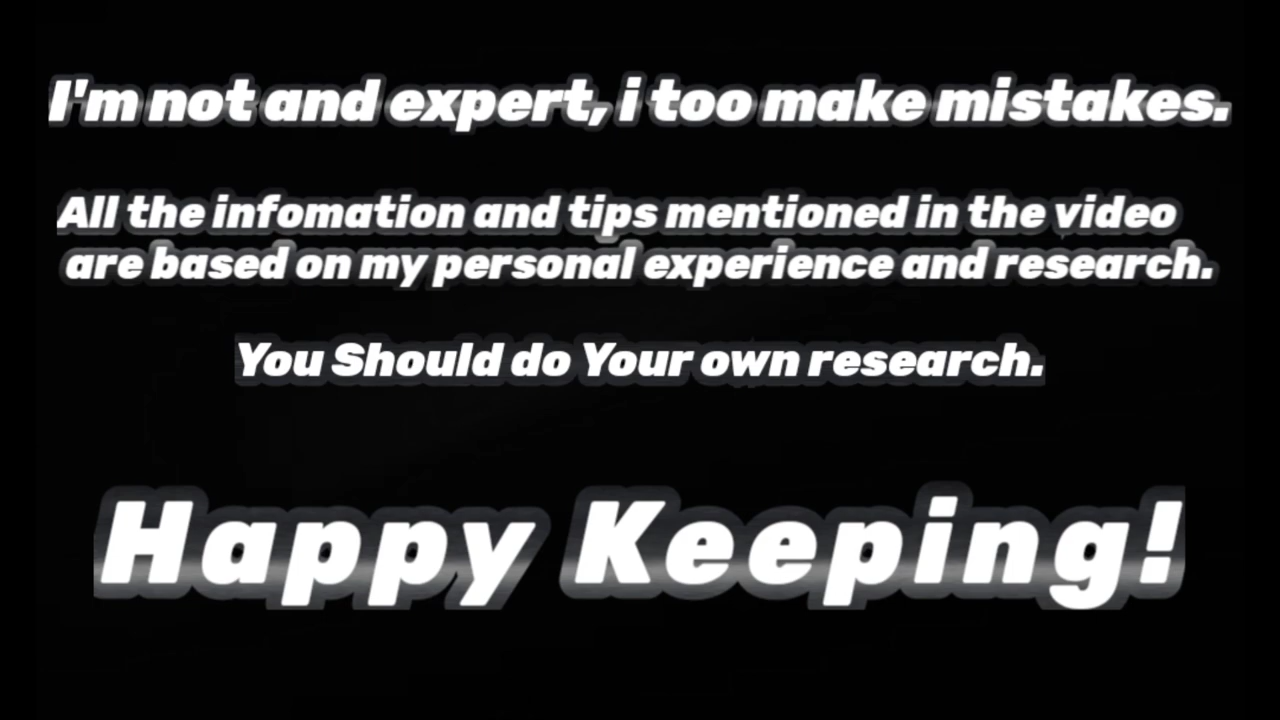 I'm not and expert, i too make mistakes.
All the infomation and tips mentioned in the video
are based on my personal experience and research.
You Should do Your own research.
Happy Keeping!